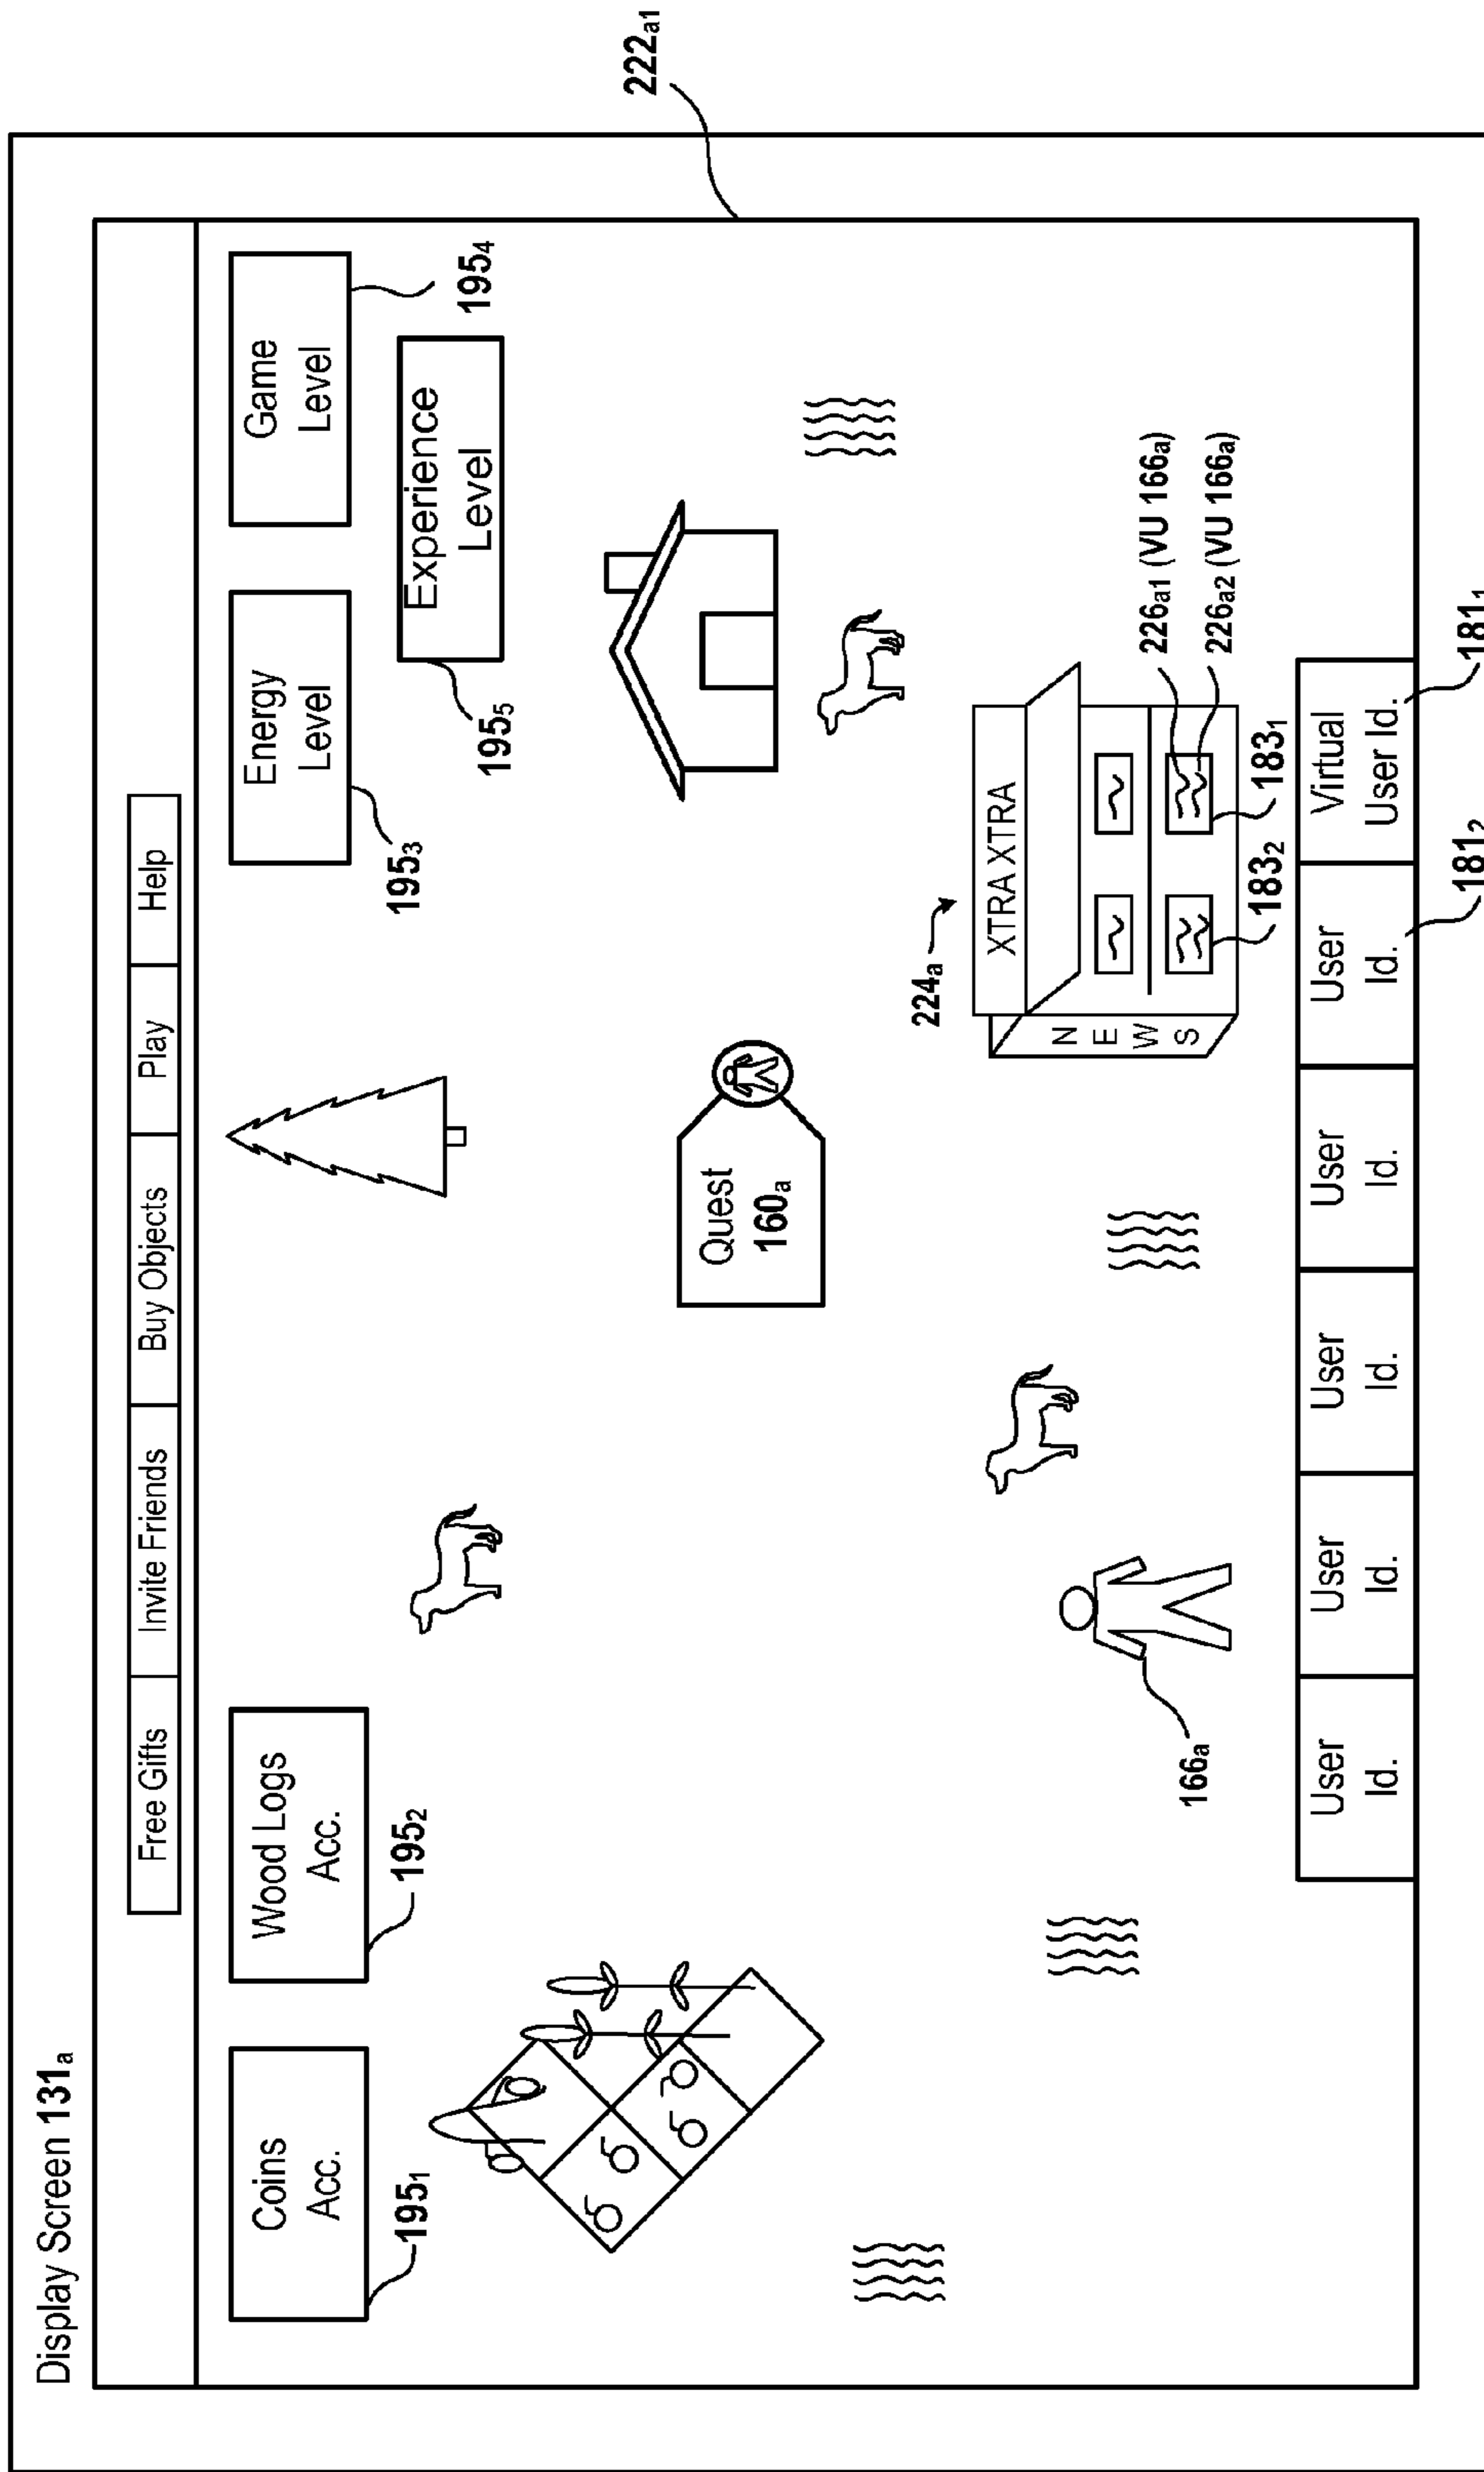 Display Screen 131a
Free Gifts
Invite Friends
Buy Objects
Play
Help
Coins
Acc.
195₁
Wood Logs
Acc.
195₂
Energy
Level
195₃
Game
Level
195₄
Experience
Level
195₅
222a1
Quest
160a
166a
224a
XTRA XTRA
N
E
W
S
226a1 (VU 166a)
226a2 (VU 166a)
183₂
183₁
User
Id.
User
Id.
User
Id.
User
Id.
User
Id.
Virtual
User Id.
181₂
181₁